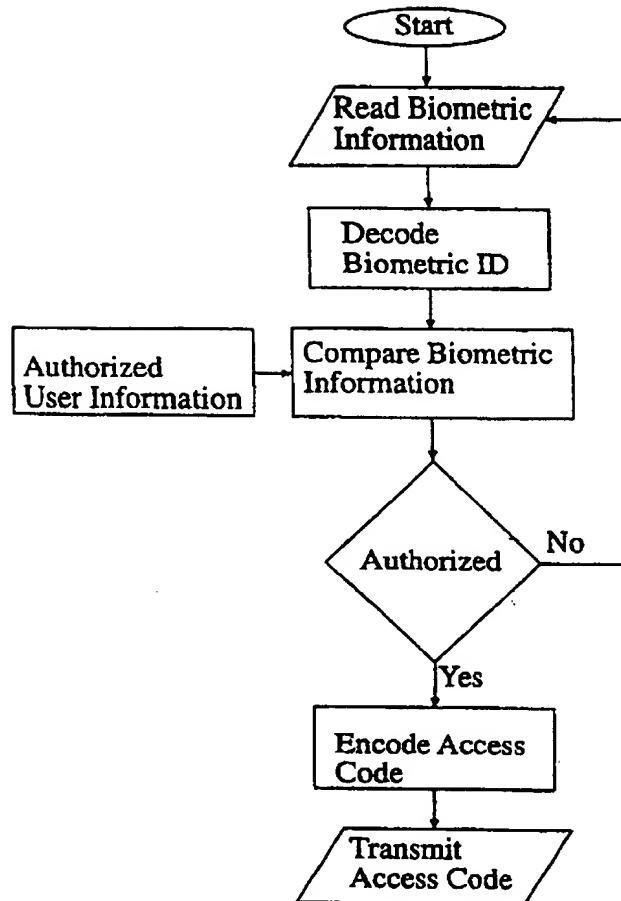 Start
Read Biometric
Information
Decode
Biometric ID
Authorized
User Information
Compare Biometric
Information
Authorized
No
Yes
Encode Access
Code
Transmit
Access Code